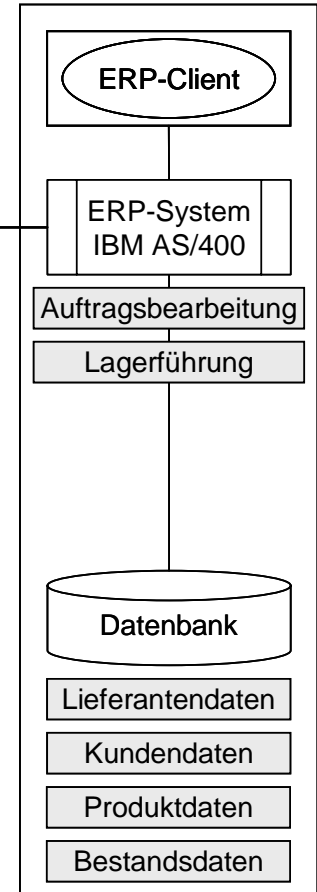 ERP-Client
ERP-System
IBM AS/400
Auftragsbearbeitung
Lagerführung
Datenbank
Lieferantendaten
Kundendaten
Produktdaten
Bestandsdaten